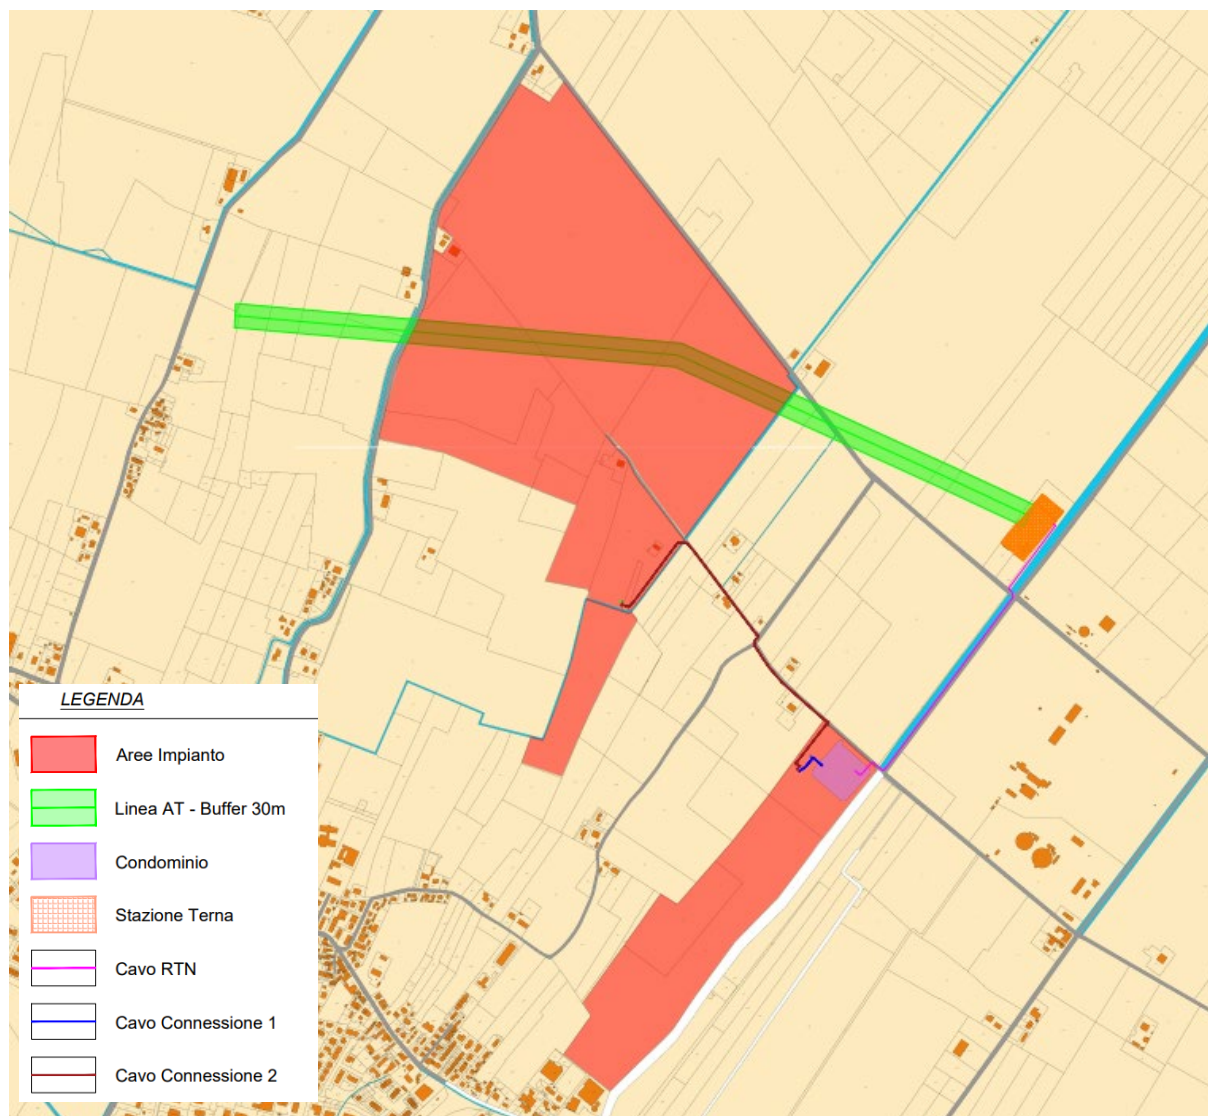 LEGENDA
Aree Impianto
Linea AT - Buffer 30m
Condominio
Stazione Terna
Cavo RTN
Cavo Connessione 1
Cavo Connessione 2